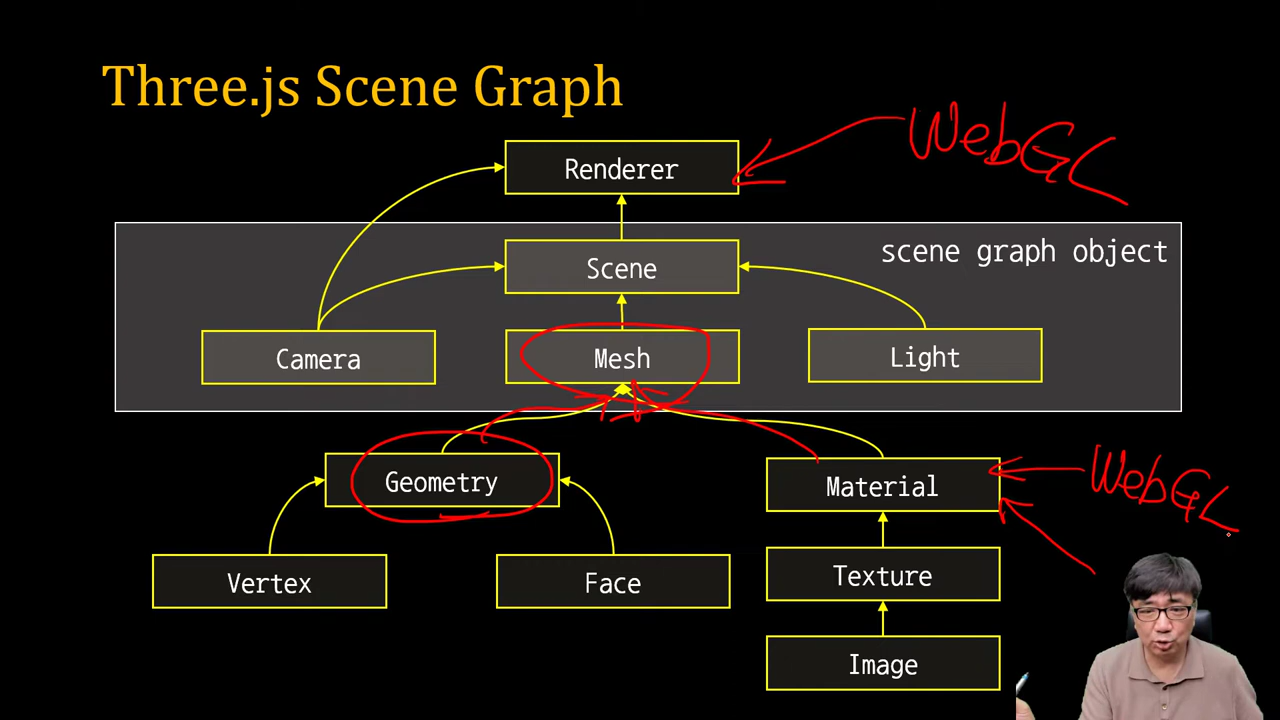 Three.js Scene Graph
WebGL
Renderer
scene graph object
Scene
Camera
Mesh
Light
Geometry
Material
WebGL
Vertex
Face
Texture
Image